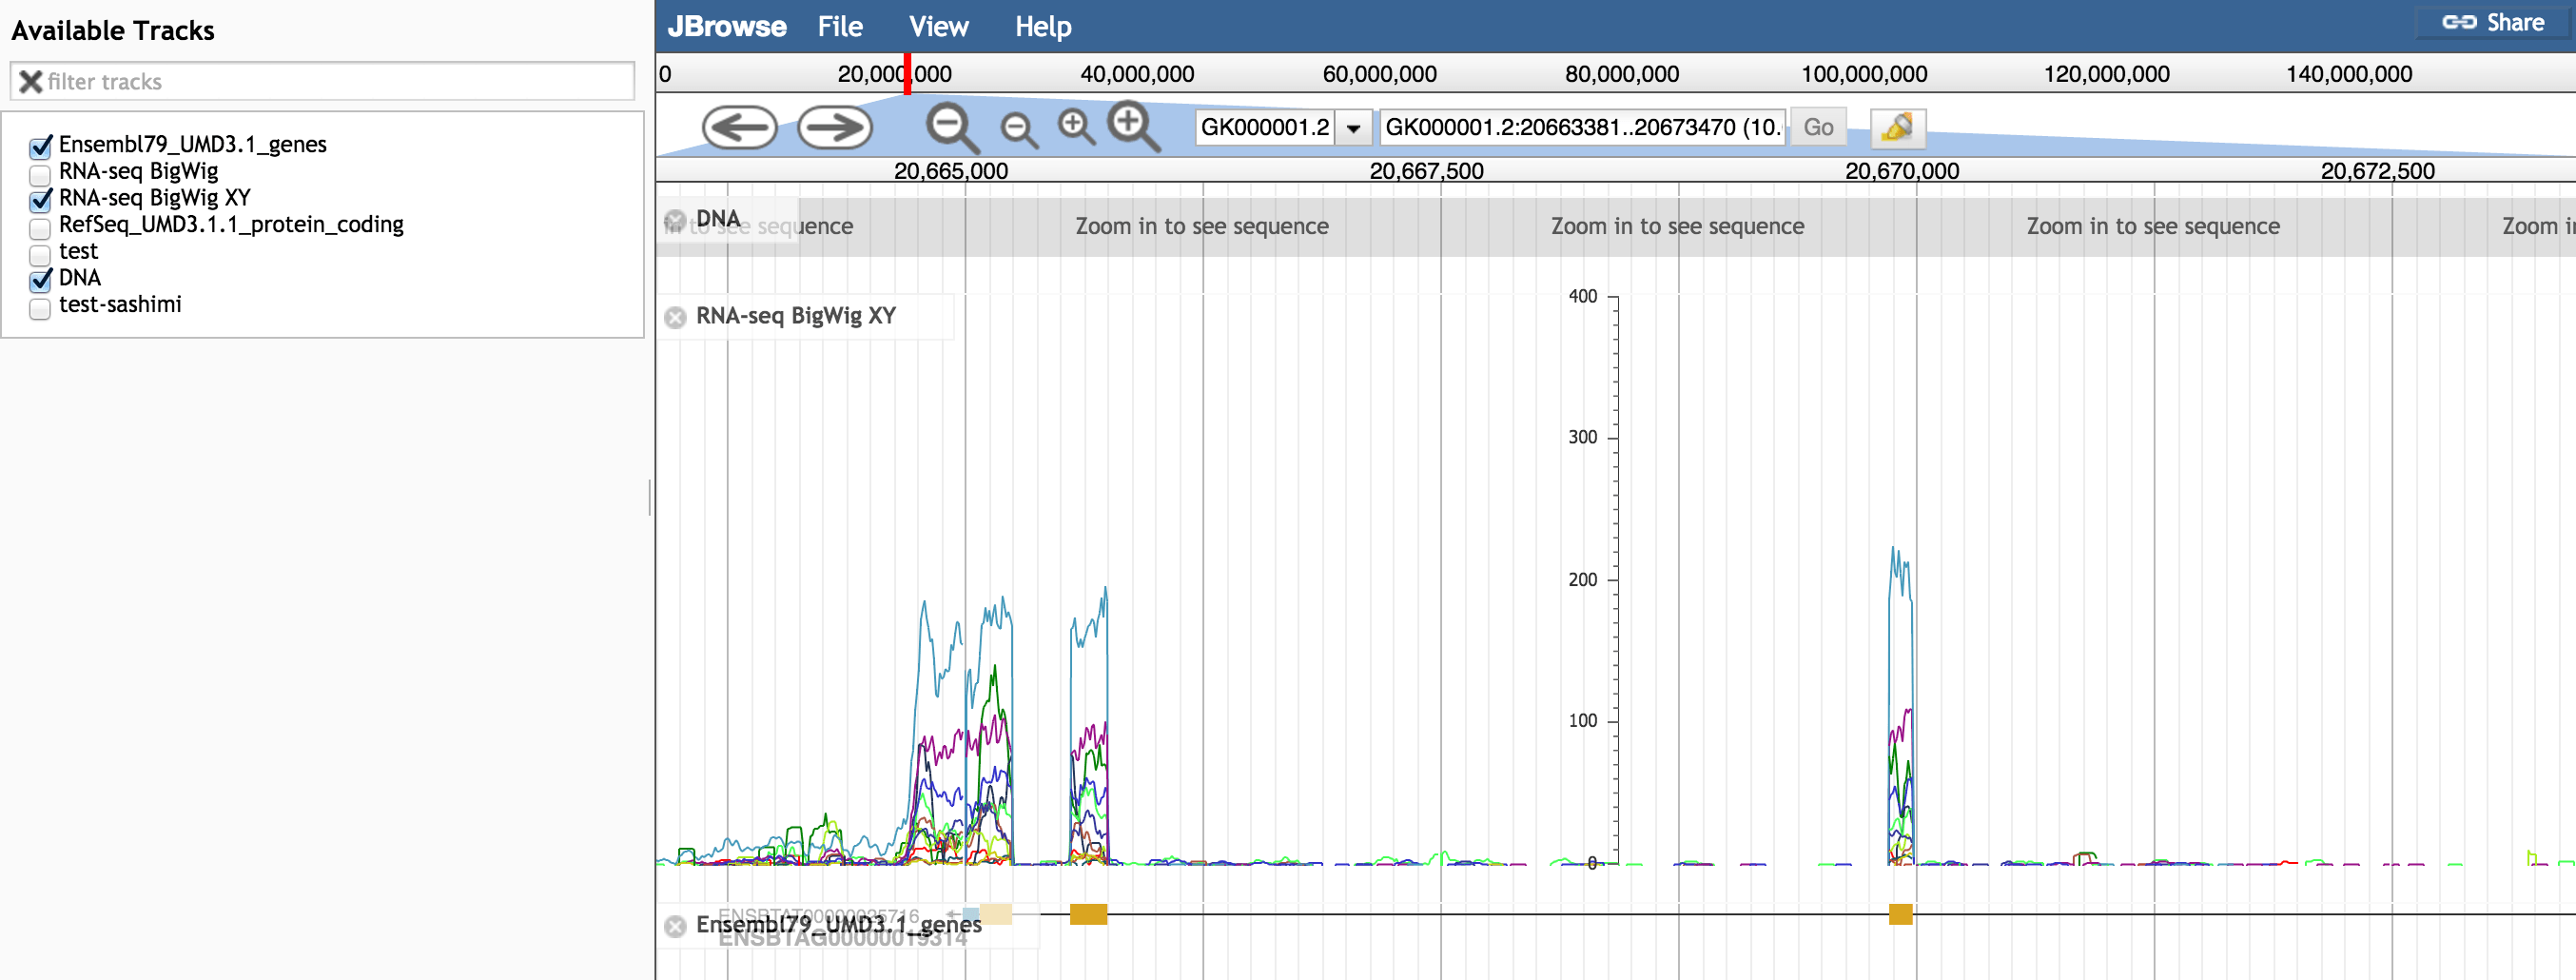 Available Tracks
filter tracks
Ensembl79_UMD3.1_genes
RNA-seq BigWig
RNA-seq BigWig XY
RefSeq_UMD3.1.1_protein_coding
test
DNA
test-sashimi
JBrowse File View Help Share
0 20,000,000 40,000,000 60,000,000 80,000,000 100,000,000 120,000,000 140,000,000
GK000001.2 GK000001.2:20663381..20673470 (10. Go
20,665,000 20,667,500 20,670,000 20,672,500
DNA in to see sequence Zoom in to see sequence Zoom in to see sequence Zoom in to see sequence Zoom i
RNA-seq BigWig XY
400
300
200
100
0
ENSBTAT00000025716
Ensembl79_UMD3.1_genes
ENSBTAG00000019314